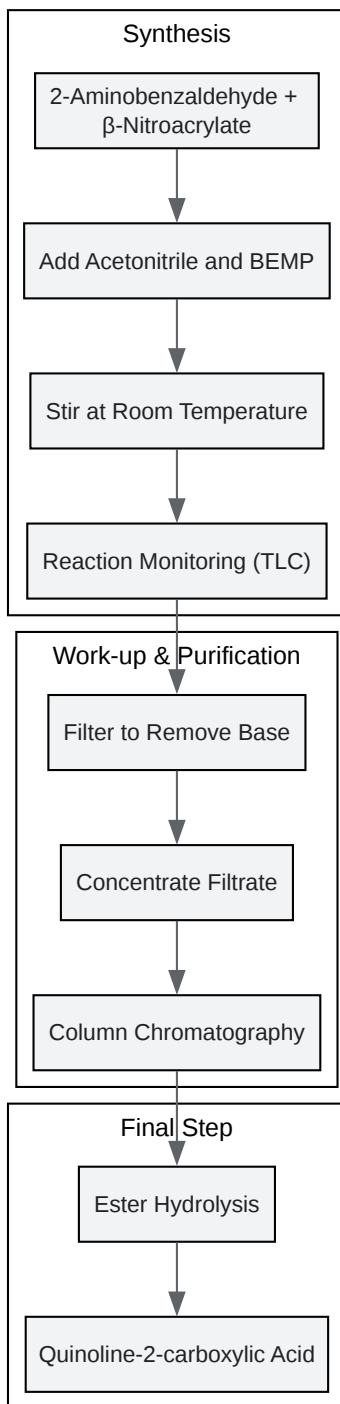 Synthesis
2-Aminobenzaldehyde +
β-Nitroacrylate
Add Acetonitrile and BEMP
Stir at Room Temperature
Reaction Monitoring (TLC)
Work-up & Purification
Filter to Remove Base
Concentrate Filtrate
Column Chromatography
Final Step
Ester Hydrolysis
Quinoline-2-carboxylic Acid